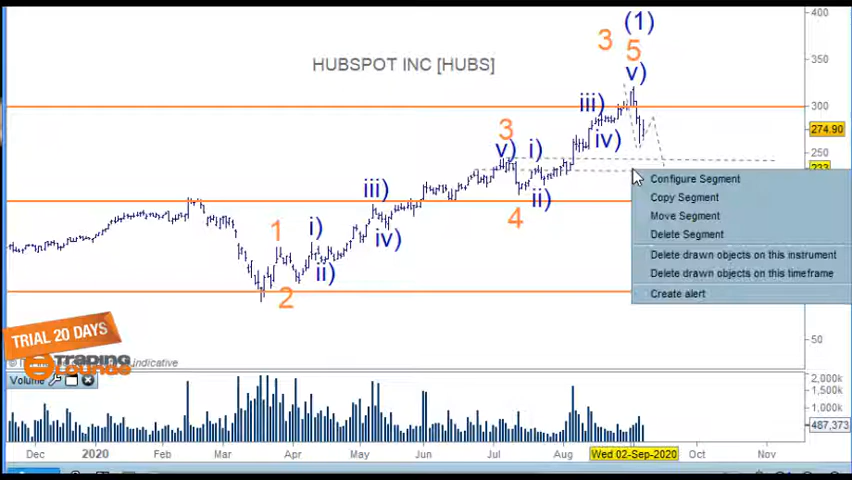 400
(1)
3
5
350
HUBSPOT INC [HUBS]
v)
300
iii)
274.90
3
iv)
v)
i)
250
233
Configure Segment
Copy Segment
iii)
ii)
Move Segment
4
1
i)
iv)
Delete Segment
Delete drawn objects on this instrument
ii)
Delete drawn objects on this timeframe
2
Create alert
TRIAL 20 DAYS
50
TRADING
LOUNGE
indicative
Volume
2,000k
1,500k
1,000k
487,373
Dec 2020 Feb Mar Apr May Jun Jul Aug Wed 02-Sep-2020 Oct Nov